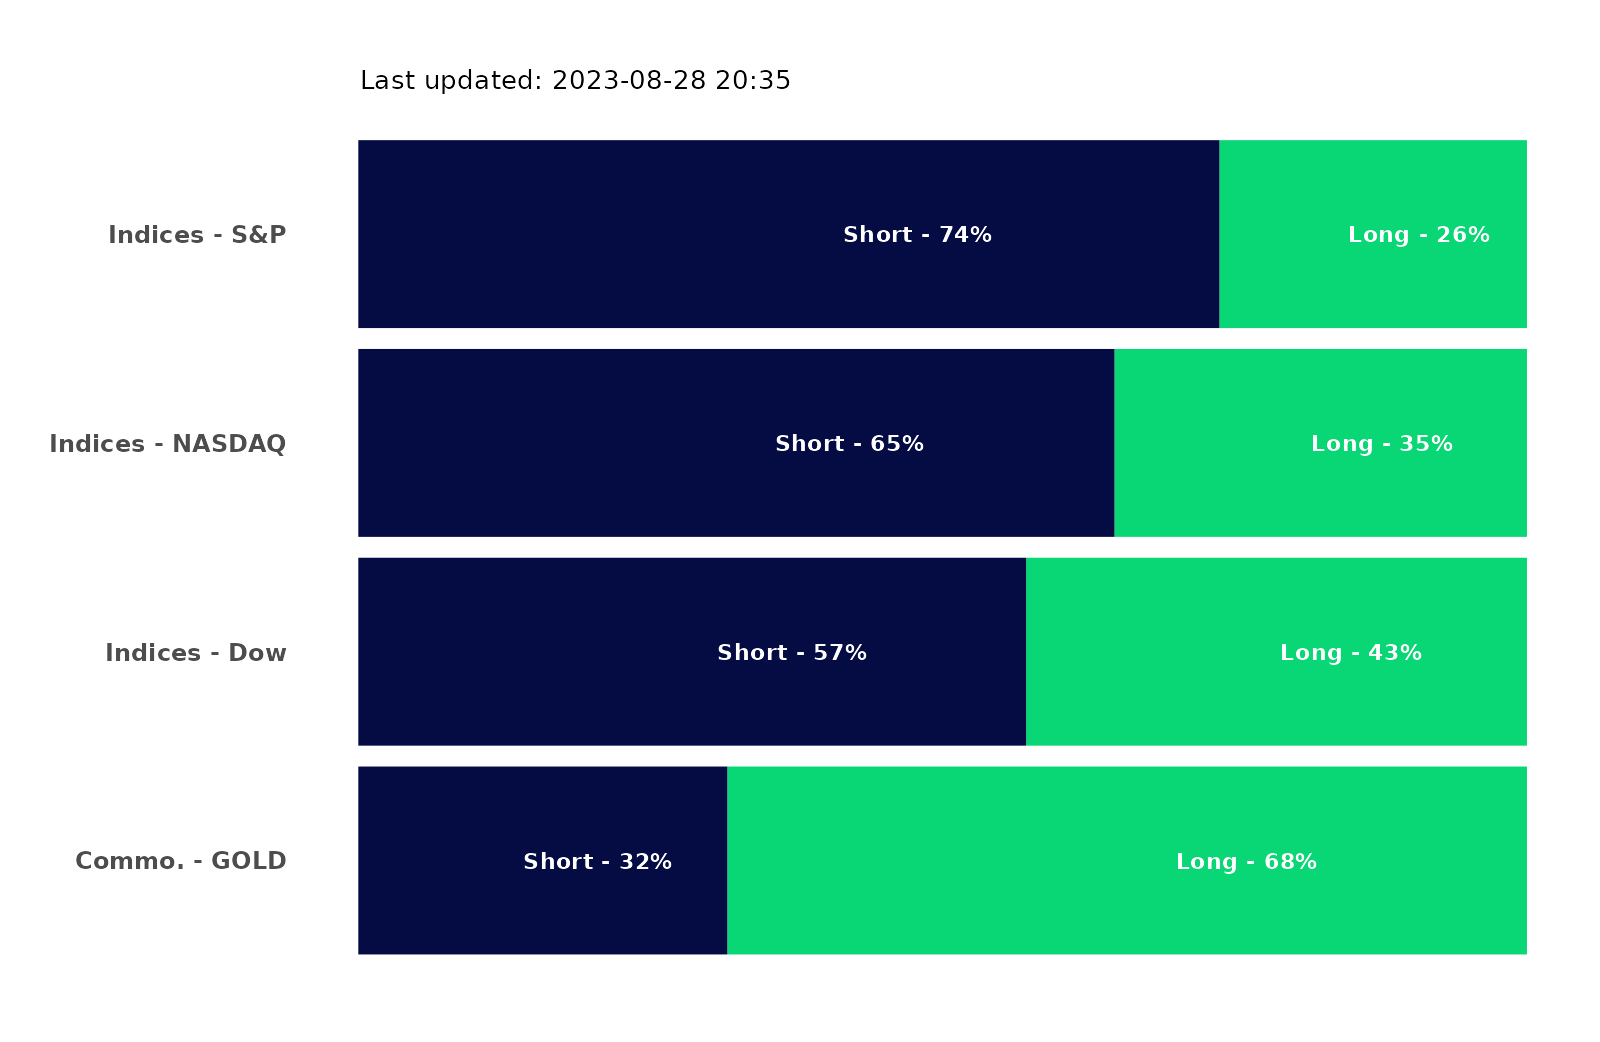 Last updated: 2023-08-28 20:35
Indices - S&P
Short - 74%
Long - 26%
Indices - NASDAQ
Short - 65%
Long - 35%
Indices - Dow
Short - 57%
Long - 43%
Commo. - GOLD
Short - 32%
Long - 68%